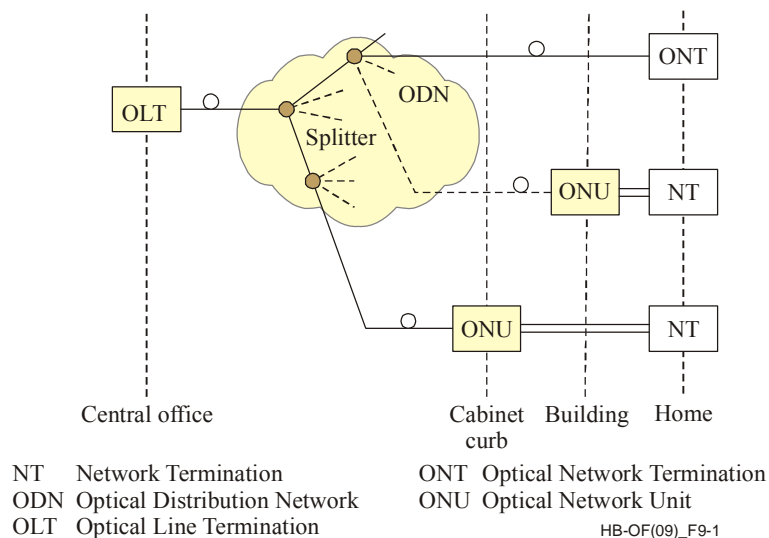 ONT
ODN
OLT
Splitter
ONU
NT
ONU
NT
Central office
Cabinet
curb
Building
Home
NT Network Termination
ODN Optical Distribution Network
OLT Optical Line Termination
ONT Optical Network Termination
ONU Optical Network Unit
HB-OF(09)_F9-1